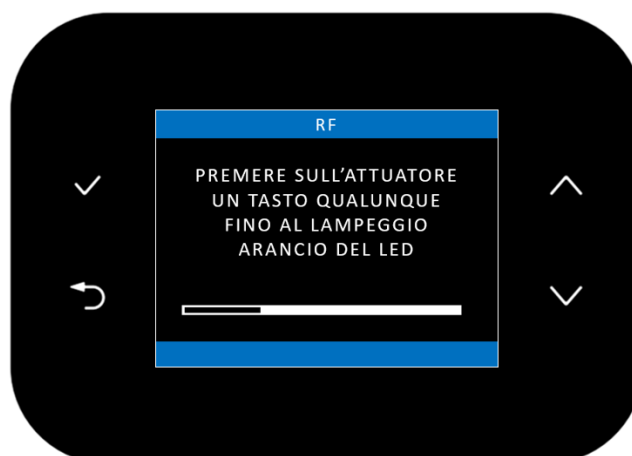 RF
PREMERE SULL'ATTUATORE
UN TASTO QUALUNQUE
FINO AL LAMPEGGIO
ARANCIO DEL LED